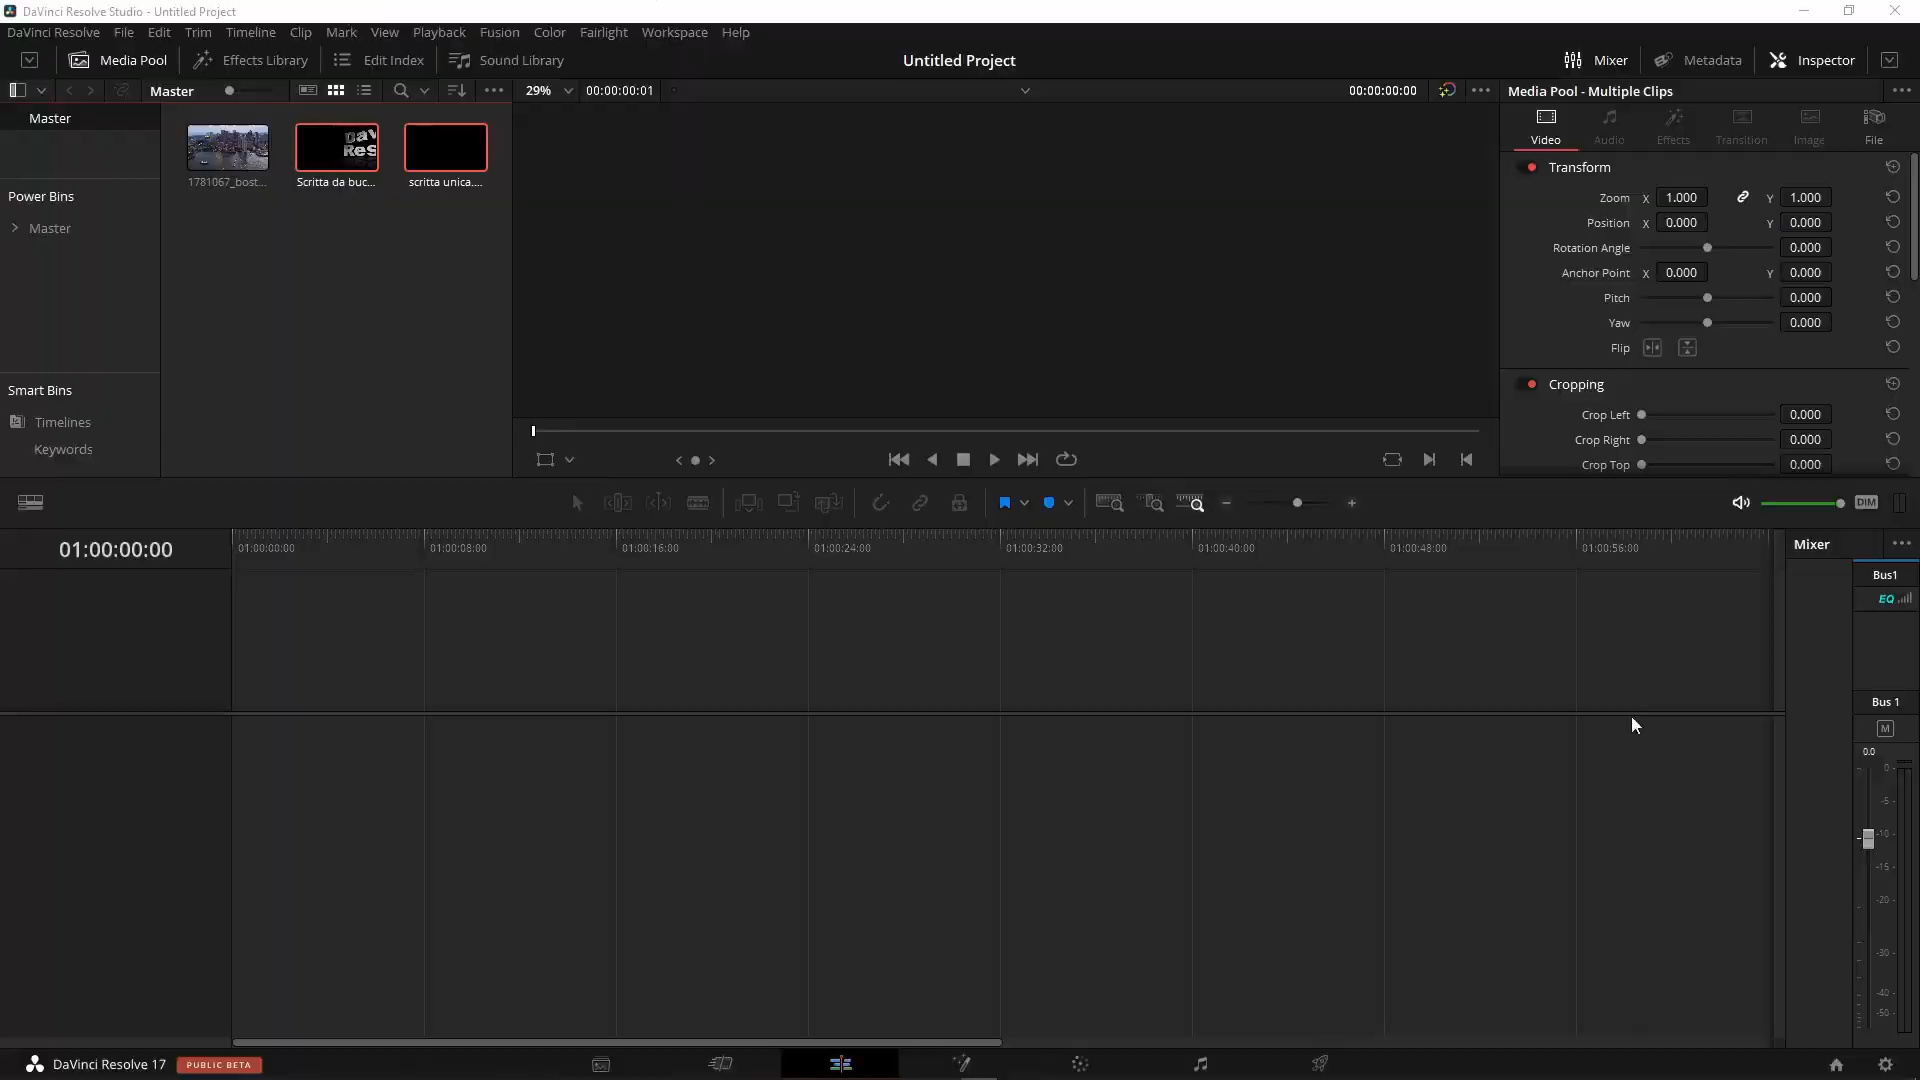 DaVinci Resolve Studio - Untitled Project
DaVinci Resolve File Edit Trim Timeline Clip Mark View Playback Fusion Color Fairlight Workspace Help
Media Pool Effects Library Edit Index Sound Library Untitled Project Mixer Metadata Inspector
Master 29% 00:00:00:01 00:00:00:00 Media Pool - Multiple Clips
Master
Video Audio Effects Transition Image File
1781067_bost... Scritta da buc... scritta unica....
Power Bins
Master
Transform
Zoom X 1.000 Y 1.000
Position X 0.000 Y 0.000
Rotation Angle 0.000
Anchor Point X 0.000 Y 0.000
Pitch 0.000
Yaw 0.000
Flip
Smart Bins
Timelines
Keywords
Cropping
Crop Left 0.000
Crop Right 0.000
Crop Top 0.000
DIM
01:00:00:00
01:00:00:00 01:00:08:00 01:00:16:00 01:00:24:00 01:00:32:00 01:00:40:00 01:00:48:00 01:00:56:00
Mixer
Bus1
EQ
Bus 1
M
0.0
0
-5
-10
-15
-20
-30
-40
-50
DaVinci Resolve 17 PUBLIC BETA